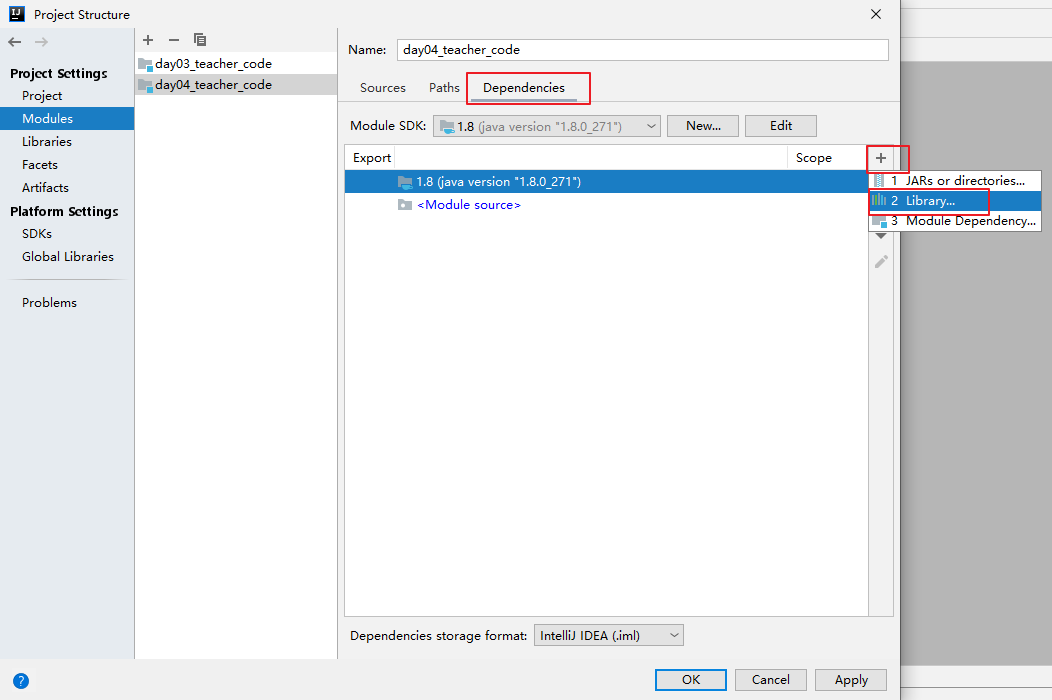 IJ Project Structure
Project Settings
Project
Modules
Libraries
Facets
Artifacts
Platform Settings
SDKs
Global Libraries
Problems
day03_teacher_code
day04_teacher_code
Name: day04_teacher_code
Sources Paths Dependencies
Module SDK: 1.8 (java version "1.8.0_271") New... Edit
Export Scope
1.8 (java version "1.8.0_271")
<Module source>
1 JARs or directories...
2 Library...
3 Module Dependency...
Dependencies storage format: IntelliJ IDEA (.iml)
? OK Cancel Apply